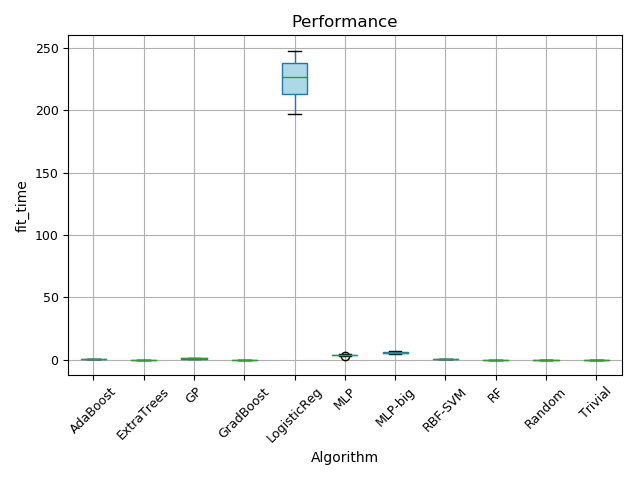 Performance
fit_time
250
200
150
100
50
0
AdaBoost
ExtraTrees
GP
GradBoost
LogisticReg
MLP
MLP-big
RBF-SVM
RF
Random
Trivial
Algorithm